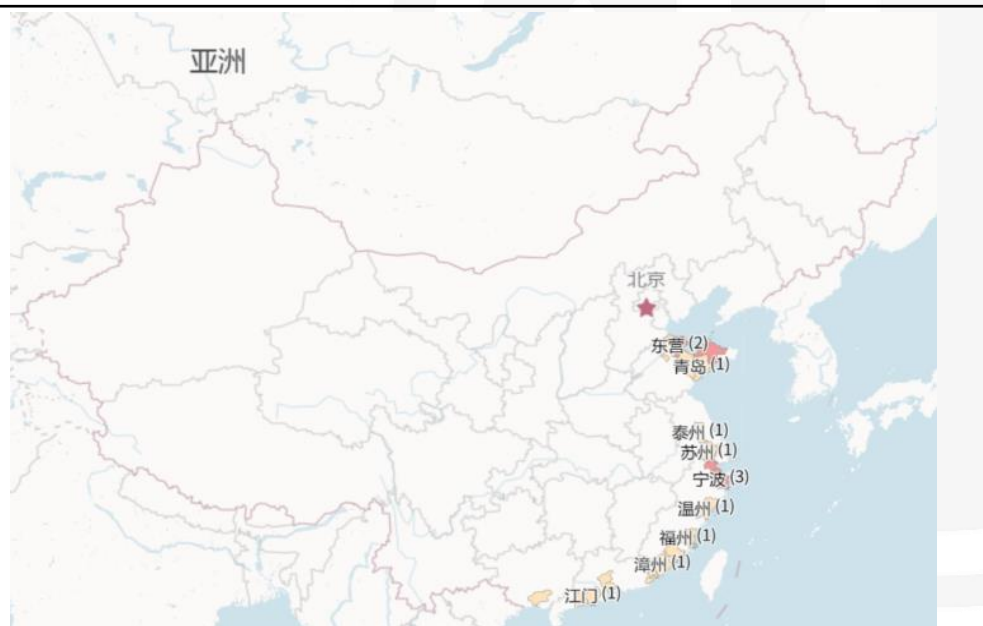 亚洲
北京
东营 (2)
青岛 (1)
泰州 (1)
苏州 (1)
宁波 (3)
温州 (1)
福州 (1)
漳州 (1)
江门 (1)